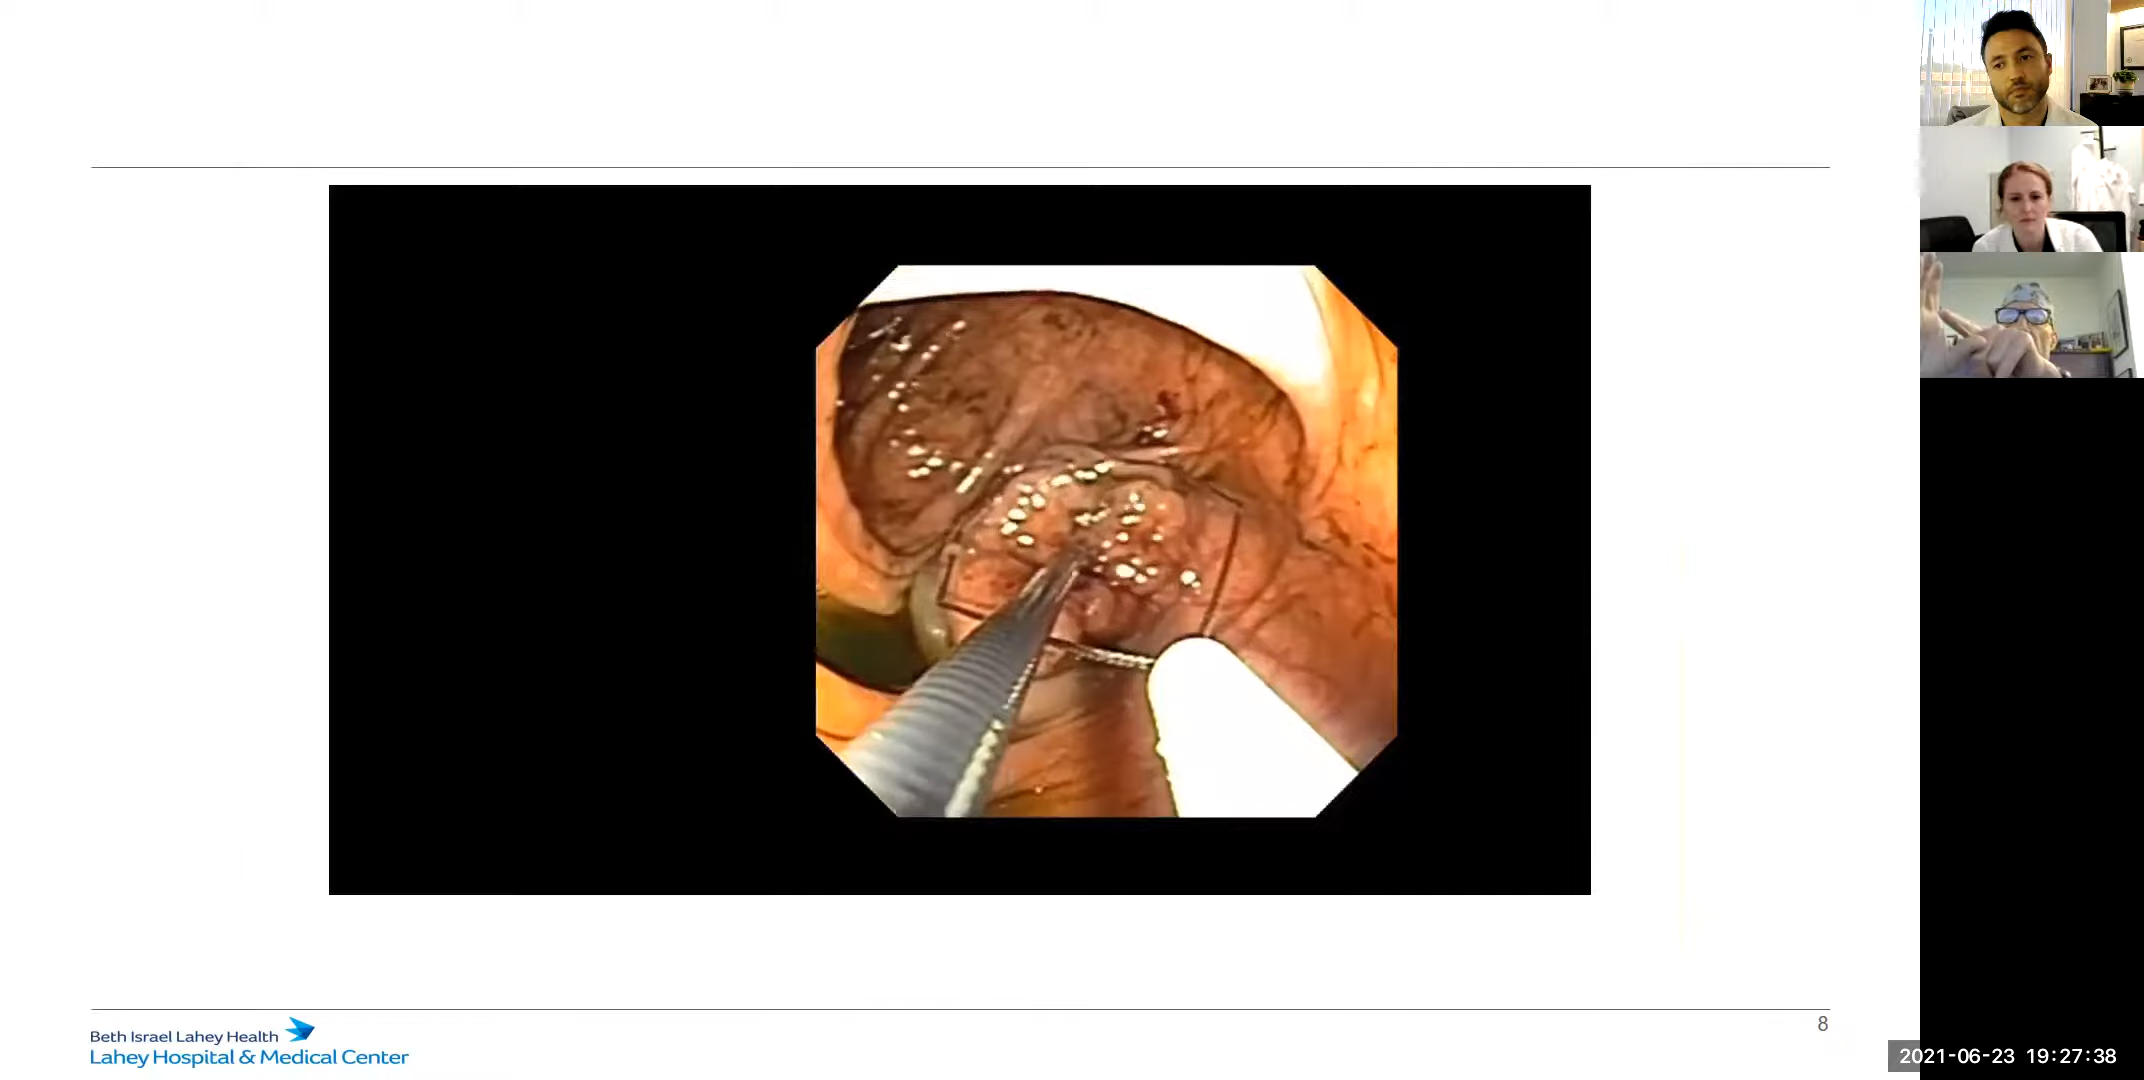 Beth Israel Lahey Health
Lahey Hospital & Medical Center
8
2021-06-23 19:27:38